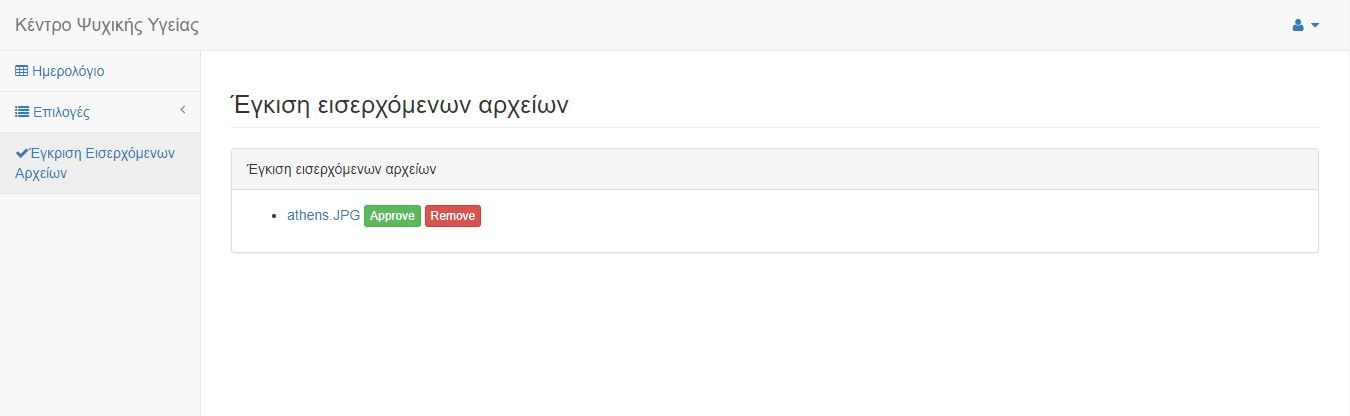 Κέντρο Ψυχικής Υγείας
Ημερολόγιο
Επιλογές
Έγκριση Εισερχόμενων
Αρχείων
Έγκιση εισερχόμενων αρχείων
Έγκιση εισερχόμενων αρχείων
athens.JPG Approve Remove